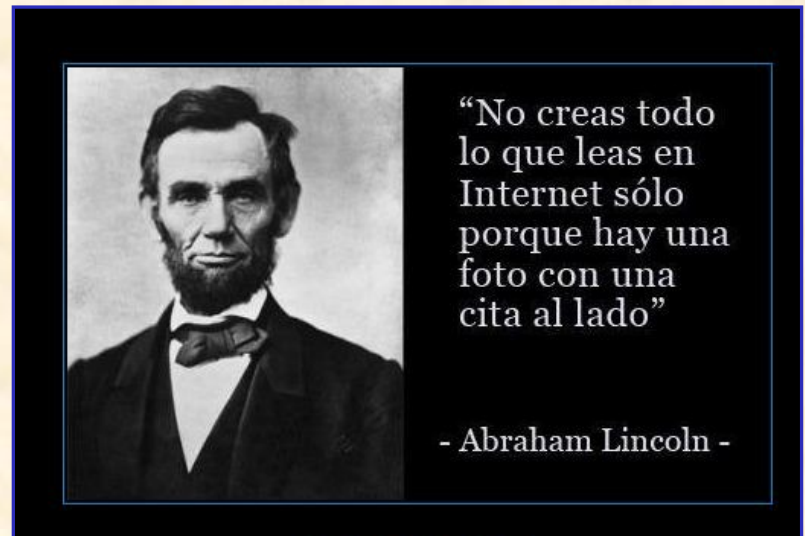 “No creas todo
lo que leas en
Internet sólo
porque hay una
foto con una
cita al lado”
- Abraham Lincoln -